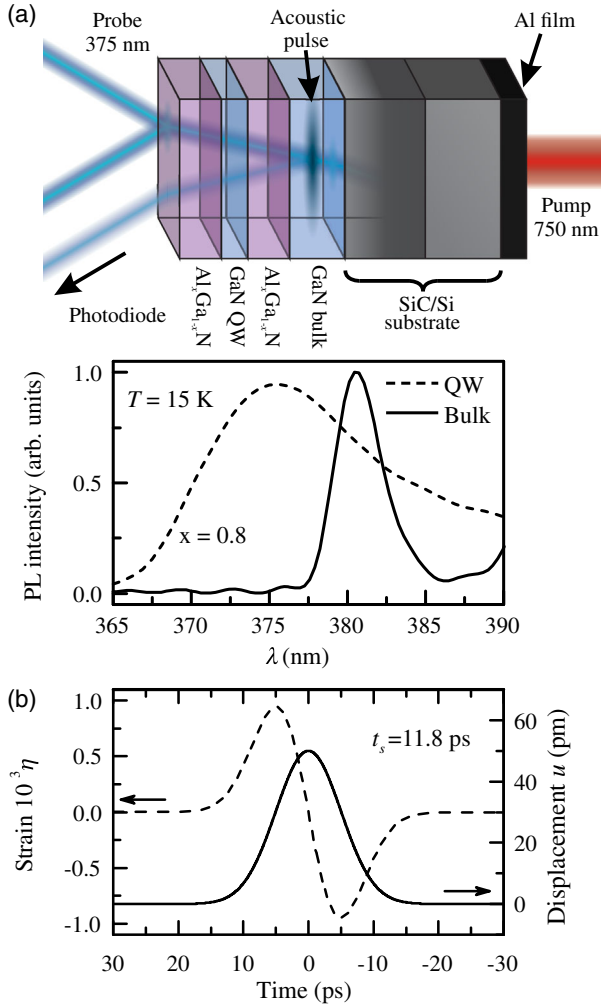 (a)
Probe
375 nm
Acoustic
pulse
Al film
Pump
750 nm
Photodiode
AlₓGa₁₋ₓN
GaN QW
AlₓGa₁₋ₓN
GaN bulk
SiC/Si
substrate
PL intensity (arb. units)
1.0
0.5
0.0
T = 15 K
x = 0.8
QW
Bulk
365 370 375 380 385 390
λ (nm)
(b)
Strain 10³η
1.0
0.5
0.0
-0.5
-1.0
tₛ=11.8 ps
60
40
20
0
Displacement u (pm)
30 20 10 0 -10 -20 -30
Time (ps)